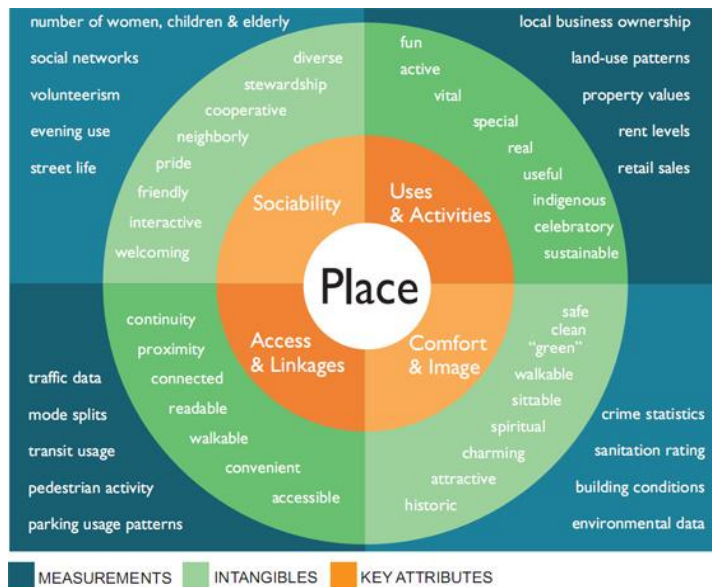 number of women, children & elderly
social networks
volunteerism
evening use
street life
diverse
stewardship
cooperative
neighborly
pride
friendly
interactive
welcoming
Sociability
fun
active
vital
special
real
useful
indigenous
celebratory
sustainable
Uses
& Activities
local business ownership
land-use patterns
property values
rent levels
retail sales
Place
traffic data
mode splits
transit usage
pedestrian activity
parking usage patterns
continuity
proximity
connected
readable
walkable
convenient
accessible
Access
& Linkages
Comfort
& Image
safe
clean
“green”
walkable
sittable
spiritual
charming
attractive
historic
crime statistics
sanitation rating
building conditions
environmental data
MEASUREMENTS
INTANGIBLES
KEY ATTRIBUTES